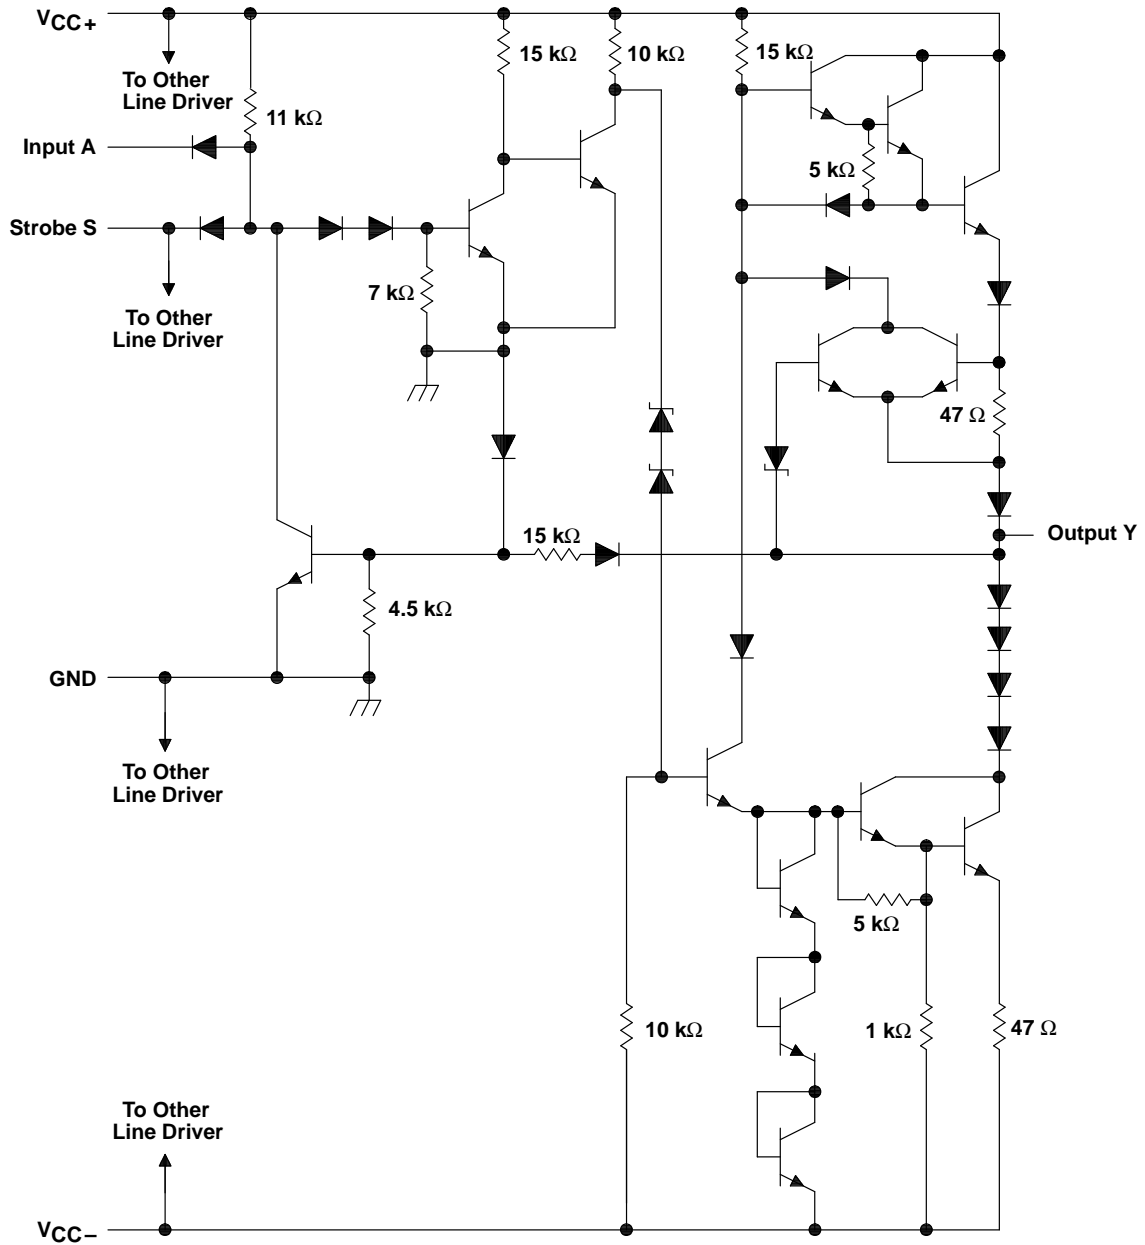 VCC+
To Other
Line Driver
11 kΩ
15 kΩ
10 kΩ
15 kΩ
Input A
5 kΩ
Strobe S
To Other
Line Driver
7 kΩ
47 Ω
15 kΩ
Output Y
4.5 kΩ
GND
To Other
Line Driver
5 kΩ
10 kΩ
1 kΩ
47 Ω
To Other
Line Driver
VCC−